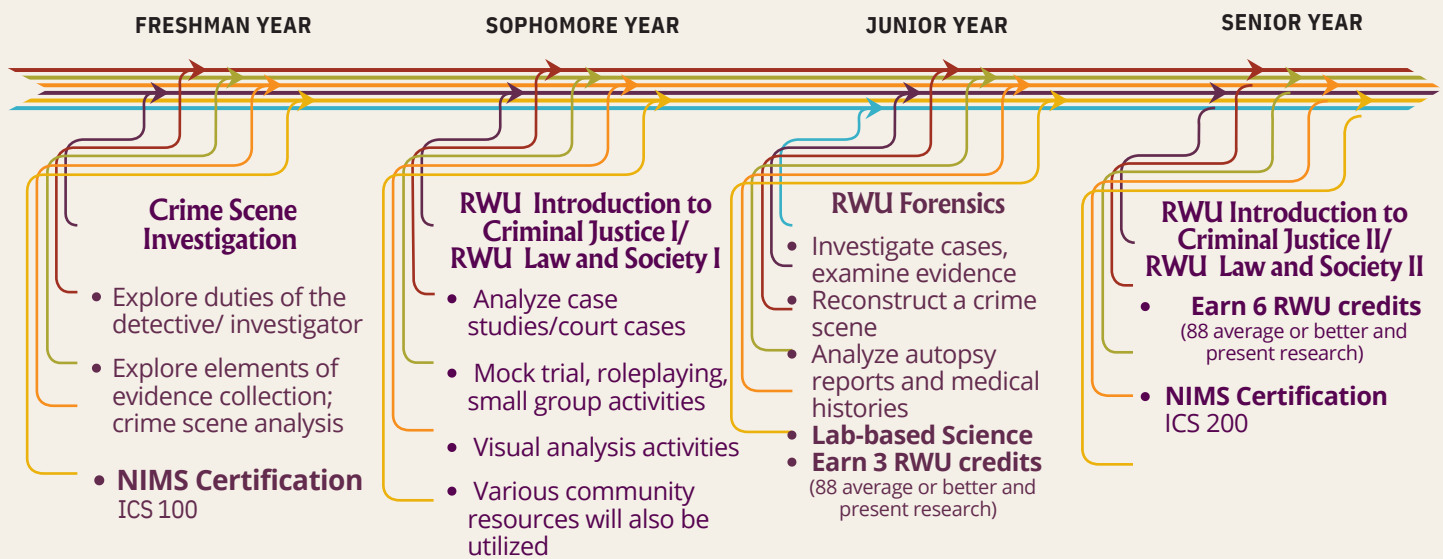 FRESHMAN YEAR
SOPHOMORE YEAR
JUNIOR YEAR
SENIOR YEAR
Crime Scene
Investigation
• Explore duties of the
detective/ investigator
• Explore elements of
evidence collection;
crime scene analysis
• NIMS Certification
ICS 100
RWU Introduction to
Criminal Justice I/
RWU Law and Society I
• Analyze case
studies/court cases
• Mock trial, roleplaying,
small group activities
• Visual analysis activities
• Various community
resources will also be
utilized
RWU Forensics
• Investigate cases,
examine evidence
• Reconstruct a crime
scene
• Analyze autopsy
reports and medical
histories
• Lab-based Science
• Earn 3 RWU credits
(88 average or better and
present research)
RWU Introduction to
Criminal Justice II/
RWU Law and Society II
• Earn 6 RWU credits
(88 average or better and
present research)
• NIMS Certification
ICS 200